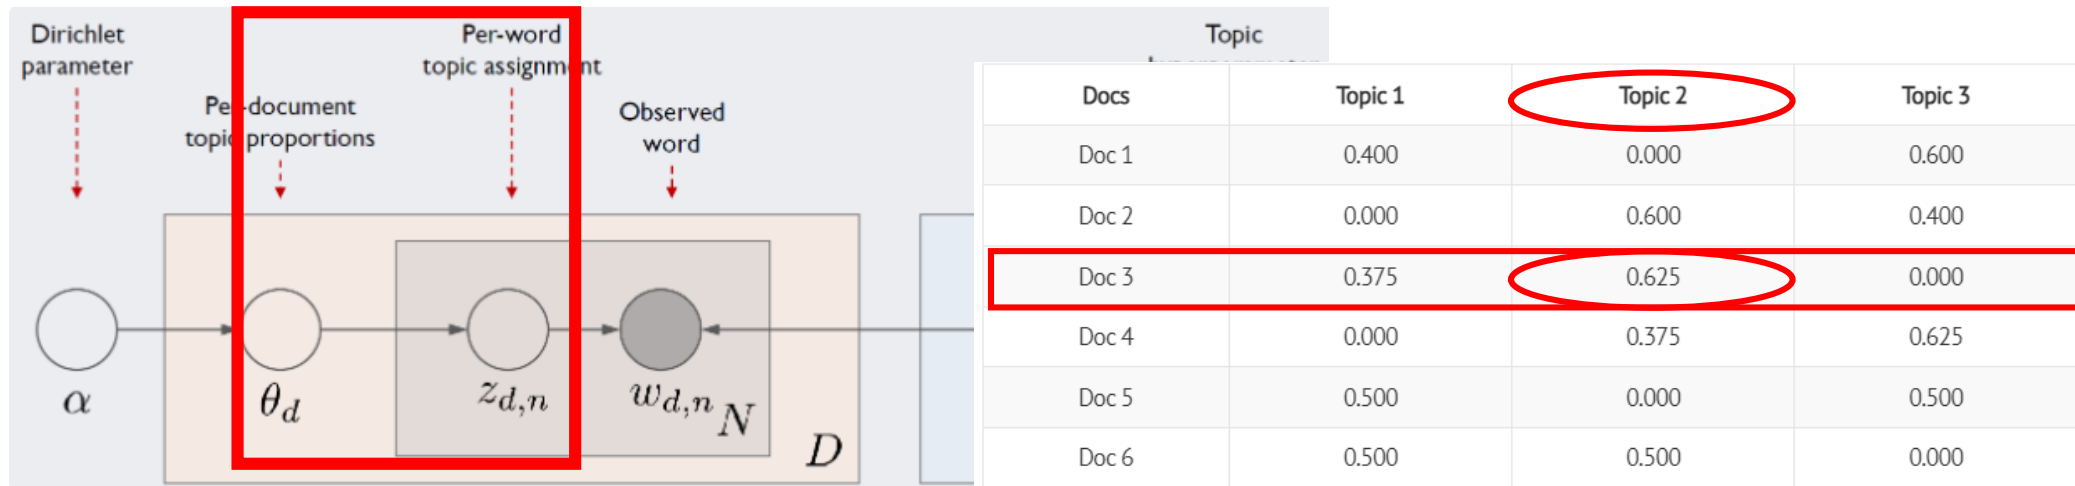 Dirichlet
parameter
Per-document
topic proportions
Per-word
topic assignment
Observed
word
Topic
α
θd
zd,n
wd,n
N
D
Docs Topic 1 Topic 2 Topic 3
Doc 1 0.400 0.000 0.600
Doc 2 0.000 0.600 0.400
Doc 3 0.375 0.625 0.000
Doc 4 0.000 0.375 0.625
Doc 5 0.500 0.000 0.500
Doc 6 0.500 0.500 0.000